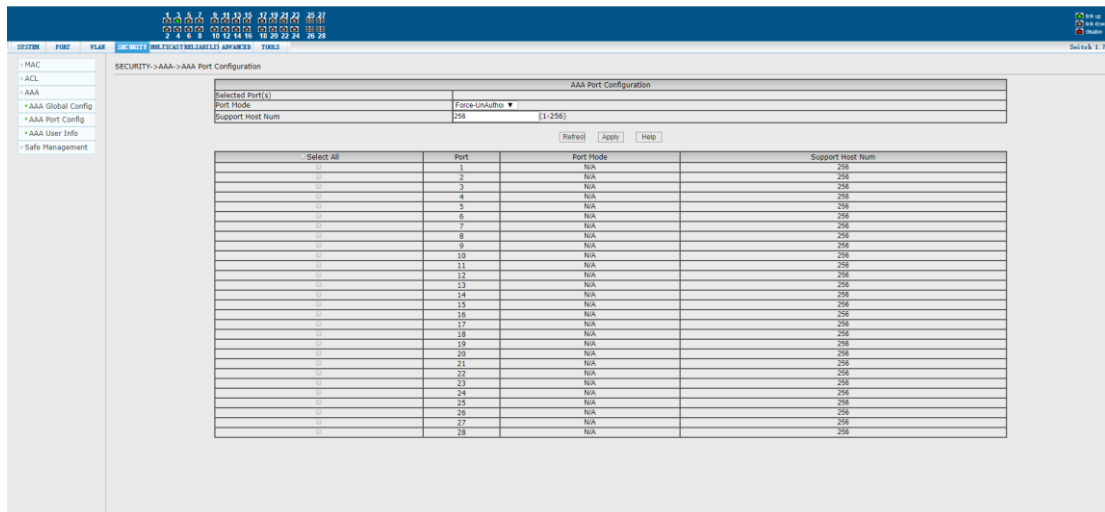 1 3 5 7 9 11 13 15 17 19 21 23 25 27
2 4 6 8 10 12 14 16 18 20 22 24 26 28
link up
link dow
disable
SYSTEM PORT VLAN SECURITY MULTICAST RELIABILITY ADVANCED TOOLS
Switch 1.7
MAC
ACL
AAA
AAA Global Config
AAA Port Config
AAA User Info
Safe Management
SECURITY->AAA->AAA Port Configuration
AAA Port Configuration
Selected Port(s)
Port Mode Force-UnAuthor ▼
Support Host Num 256 (1-256)
Refresl Apply Help
Select All Port Port Mode Support Host Num
1 N/A 256
2 N/A 256
3 N/A 256
4 N/A 256
5 N/A 256
6 N/A 256
7 N/A 256
8 N/A 256
9 N/A 256
10 N/A 256
11 N/A 256
12 N/A 256
13 N/A 256
14 N/A 256
15 N/A 256
16 N/A 256
17 N/A 256
18 N/A 256
19 N/A 256
20 N/A 256
21 N/A 256
22 N/A 256
23 N/A 256
24 N/A 256
25 N/A 256
26 N/A 256
27 N/A 256
28 N/A 256